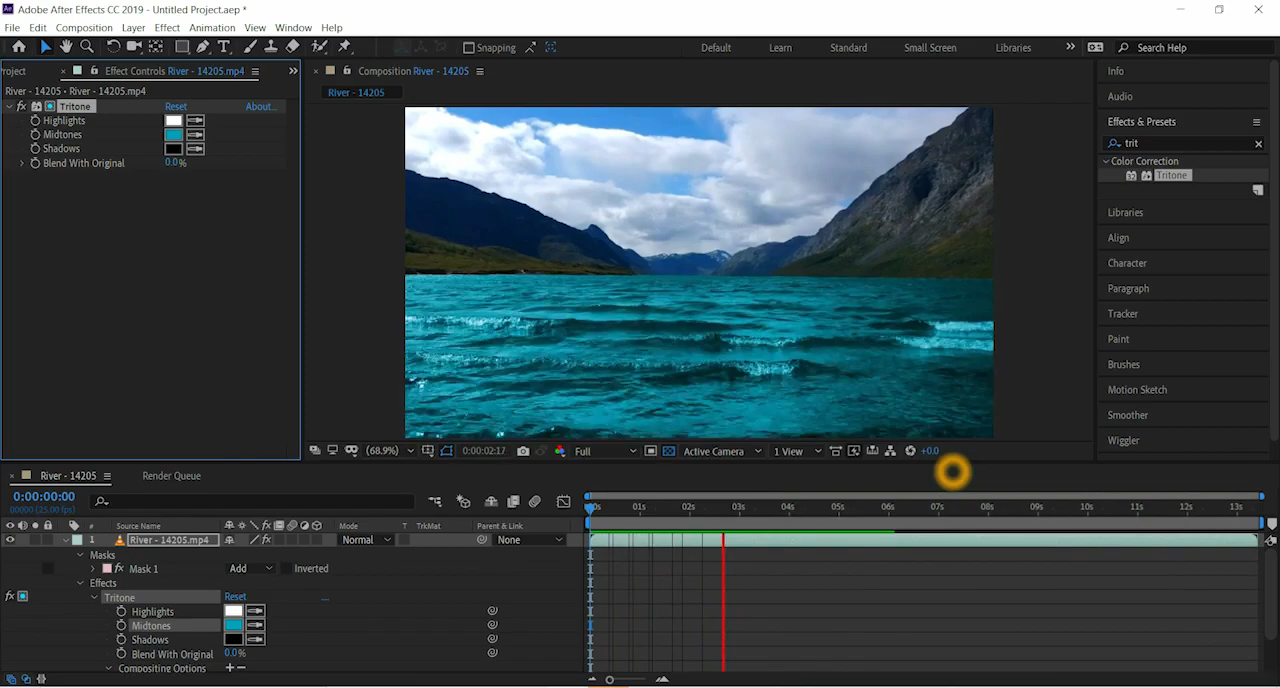 Adobe After Effects CC 2019 - Untitled Project.aep *
File Edit Composition Layer Effect Animation View Window Help
Snapping Default Learn Standard Small Screen Libraries Search Help
roject Effect Controls River - 14205.mp4
River - 14205 • River - 14205.mp4
fx Tritone Reset About...
Highlights
Midtones
Shadows
Blend With Original 0.0%
Composition River - 14205
River - 14205
(68.9%) 0:00:02:17 Full Active Camera 1 View +0.0
Info
Audio
Effects & Presets
trit
Color Correction
32 Tritone
Libraries
Align
Character
Paragraph
Tracker
Paint
Brushes
Motion Sketch
Smoother
Wiggler
River - 14205 Render Queue
0:00:00:00
00000 (25.00 fps)
# Source Name fx Mode T TrkMat Parent & Link
00s 01s 02s 03s 04s 05s 06s 07s 08s 09s 10s 11s 12s 13s
1 River - 14205.mp4 fx Normal None
Masks
fx Mask 1 Add Inverted
Effects
fx Tritone Reset ...
Highlights
Midtones
Shadows
Blend With Original 0.0%
Compositing Options + −